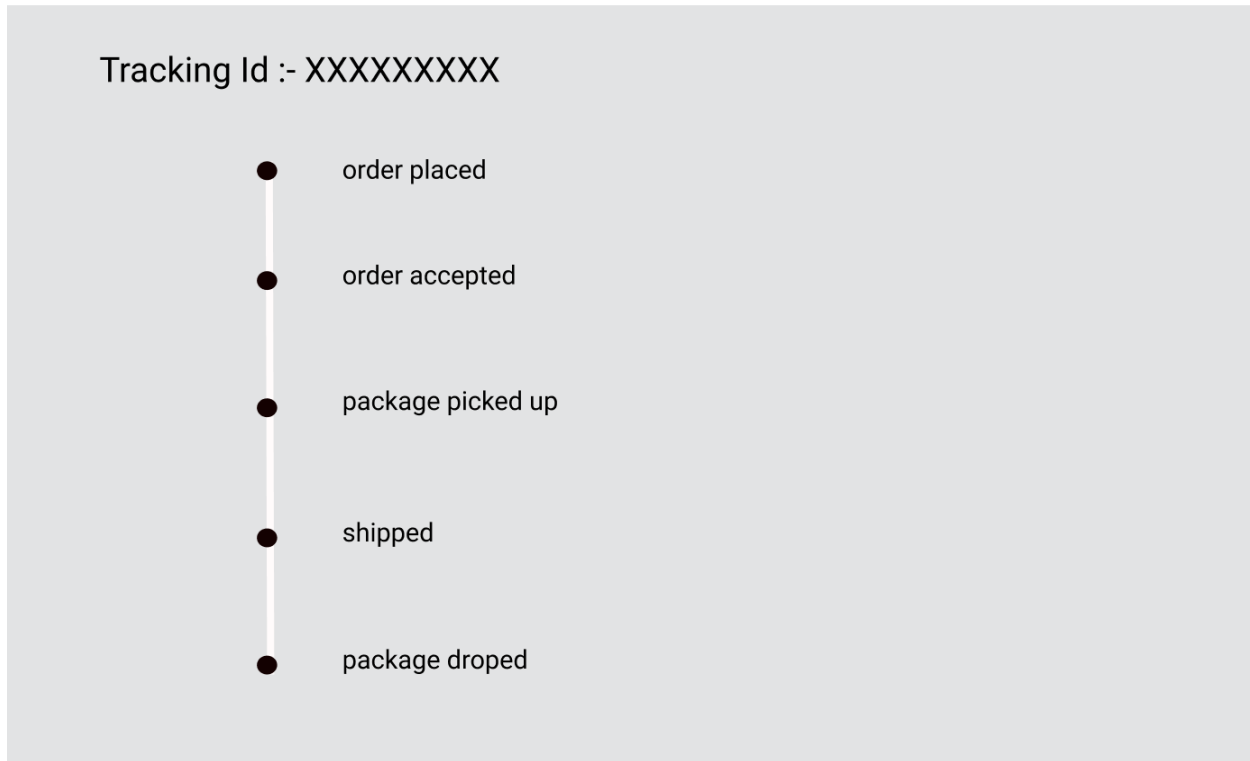 Tracking Id :- XXXXXXXXX
order placed
order accepted
package picked up
shipped
package droped